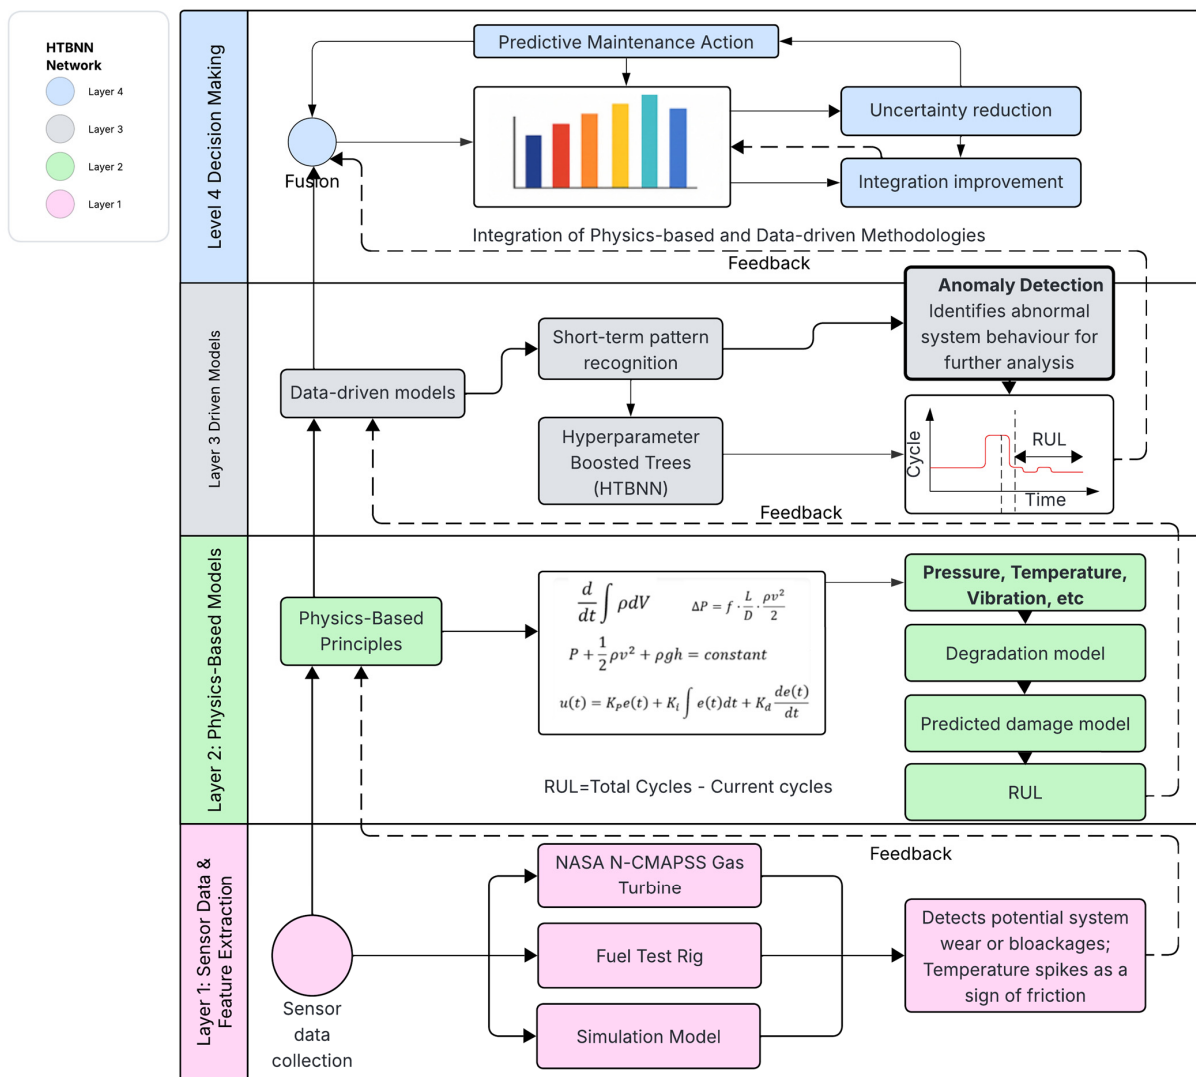 HTBNN
Network
Layer 4
Layer 3
Layer 2
Layer 1
Level 4 Decision Making
Predictive Maintenance Action
Fusion
Uncertainty reduction
Integration improvement
Integration of Physics-based and Data-driven Methodologies
Feedback
Layer 3 Driven Models
Data-driven models
Short-term pattern
recognition
Hyperparameter
Boosted Trees
(HTBNN)
Anomaly Detection
Identifies abnormal
system behaviour for
further analysis
Cycle
RUL
Time
Feedback
Layer 2: Physics-Based Models
Physics-Based
Principles
d/dt ∫ ρdV
ΔP = f · L/D · ρv²/2
P + 1/2 ρv² + ρgh = constant
u(t) = K_P e(t) + K_i ∫ e(t)dt + K_d de(t)/dt
RUL=Total Cycles - Current cycles
Pressure, Temperature,
Vibration, etc
Degradation model
Predicted damage model
RUL
Layer 1: Sensor Data &
Feature Extraction
Feedback
Sensor
data
collection
NASA N-CMAPSS Gas
Turbine
Fuel Test Rig
Simulation Model
Detects potential system
wear or bloackages;
Temperature spikes as a
sign of friction